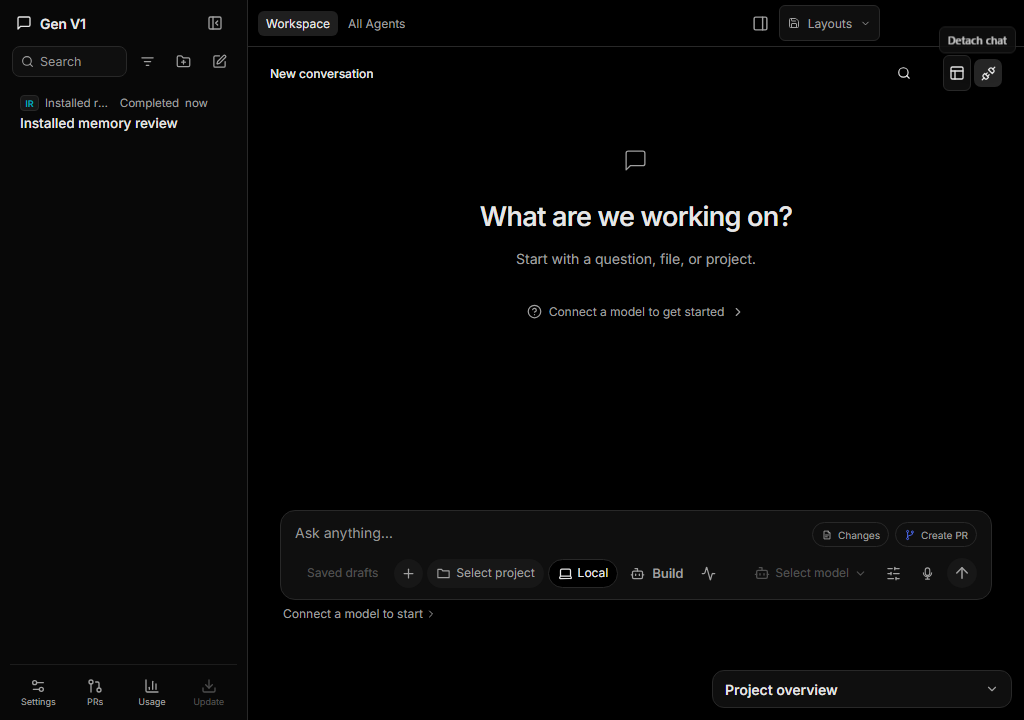 Gen V1
Search
IR Installed r... Completed now
Installed memory review
Settings
PRs
Usage
Update
Workspace
All Agents
Layouts
Detach chat
New conversation
What are we working on?
Start with a question, file, or project.
Connect a model to get started
Ask anything...
Changes
Create PR
Saved drafts
Select project
Local
Build
Select model
Connect a model to start
Project overview